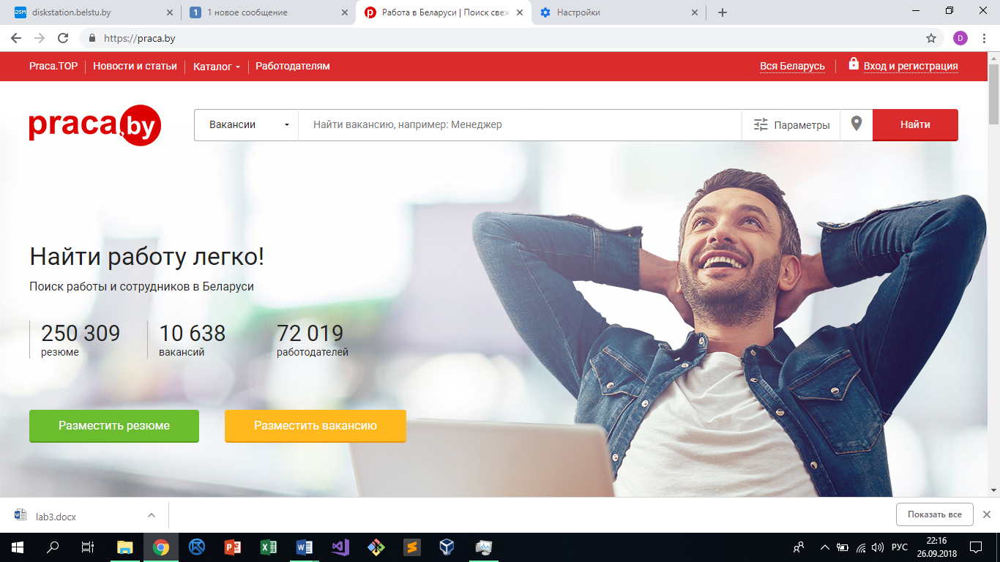 diskstation.belstu.by
1 новое сообщение
Работа в Беларуси | Поиск свеж
Настройки
https://praca.by
D
Praca.TOP
Новости и статьи
Каталог
Работодателям
Вся Беларусь
Вход и регистрация
praca.by
Вакансии
Найти вакансию, например: Менеджер
Параметры
Найти
Найти работу легко!
Поиск работы и сотрудников в Беларуси
250 309
резюме
10 638
вакансий
72 019
работодателей
Разместить резюме
Разместить вакансию
lab3.docx
Показать все
РУС
22:16
26.09.2018